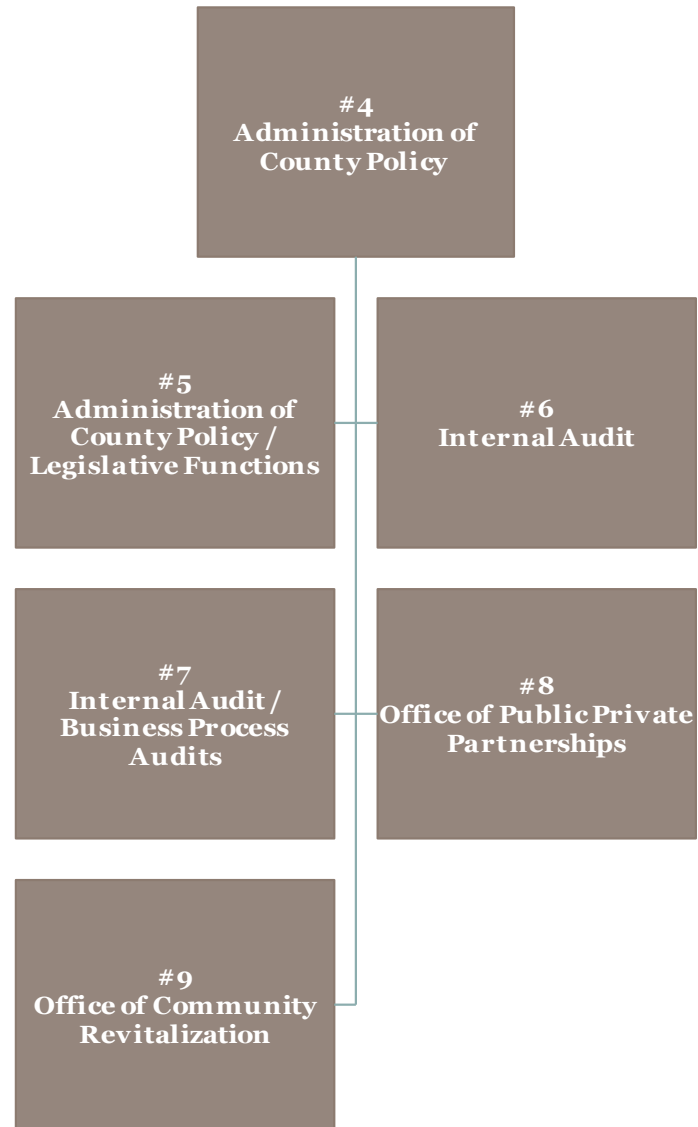 #4
Administration of
County Policy
#5
Administration of
County Policy /
Legislative Functions
#6
Internal Audit
#7
Internal Audit /
Business Process
Audits
#8
Office of Public Private
Partnerships
#9
Office of Community
Revitalization